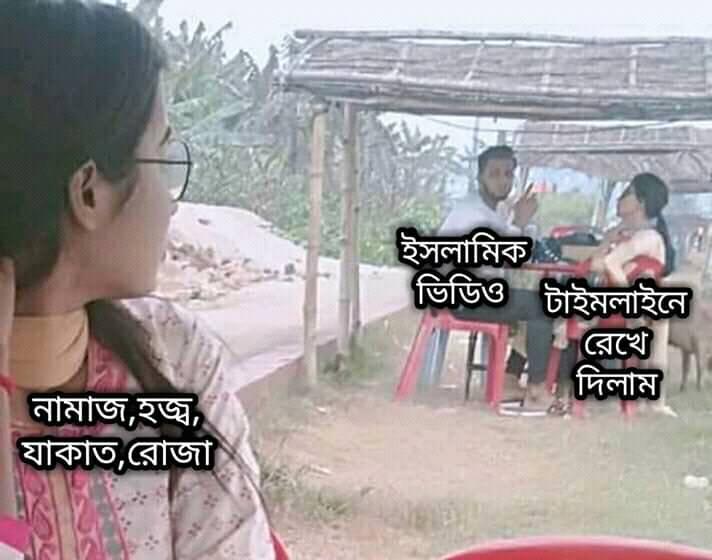 ইসলামিক
ভিডিও
টাইমলাইনে
রেখে
দিলাম
নামাজ,হজ্ব,
যাকাত,রোজা